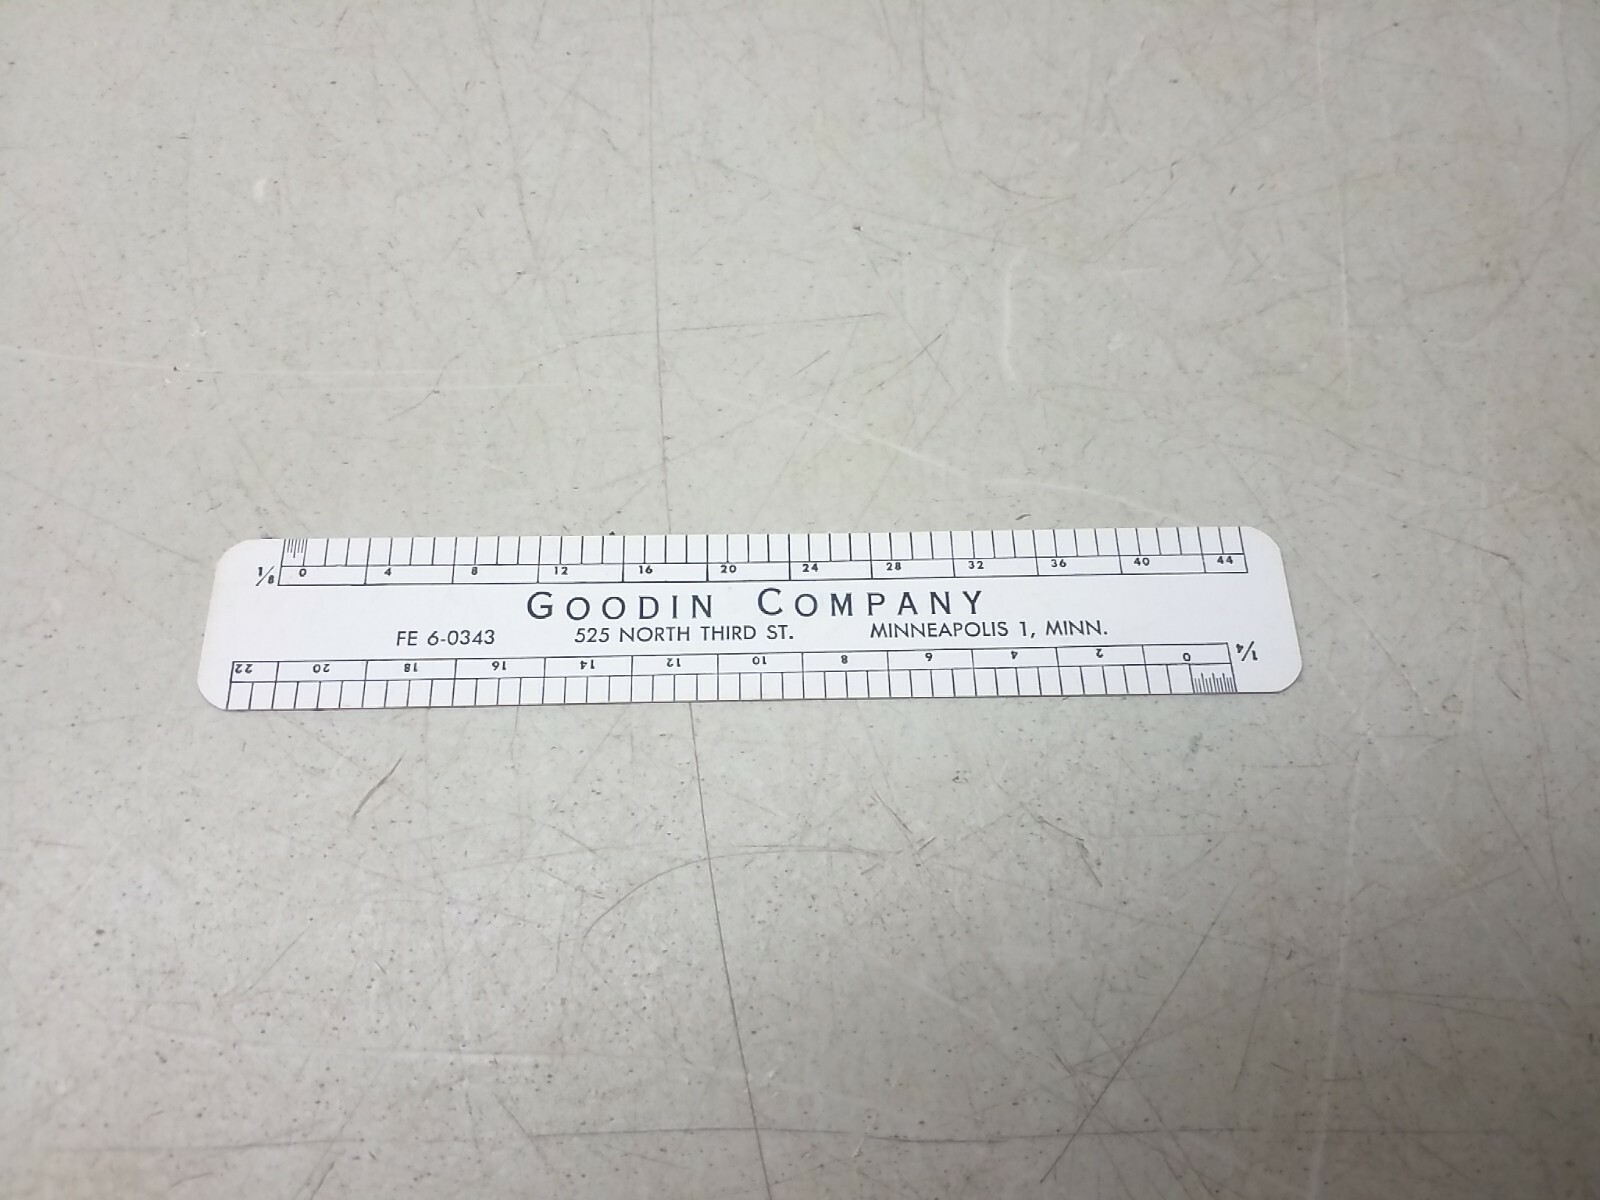 1/8 0 4 8 12 16 20 24 28 32 36 40 44
GOODIN COMPANY
FE 6-0343 525 NORTH THIRD ST. MINNEAPOLIS 1, MINN.
1/4 0 2 4 6 8 10 12 14 16 18 20 22